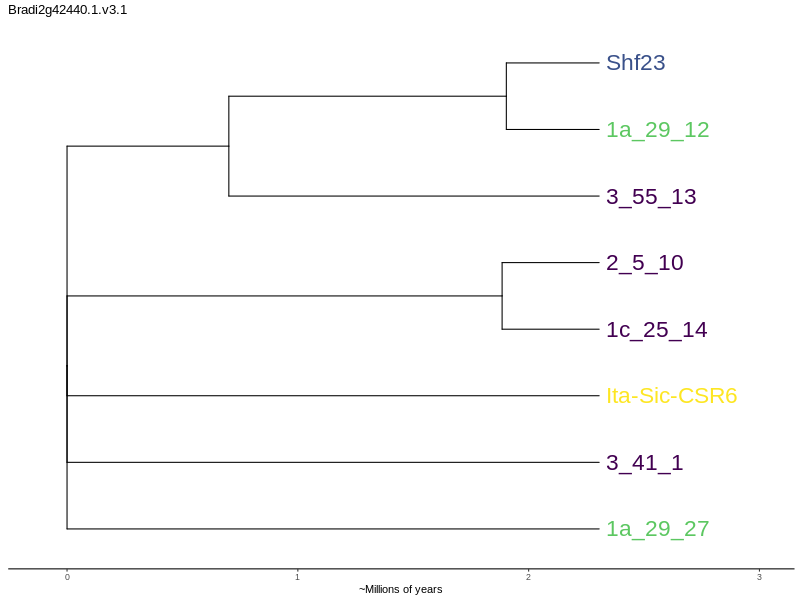 Bradi2g42440.1.v3.1
Shf23
1a_29_12
3_55_13
2_5_10
1c_25_14
Ita-Sic-CSR6
3_41_1
1a_29_27
0 1 2 3
~Millions of years